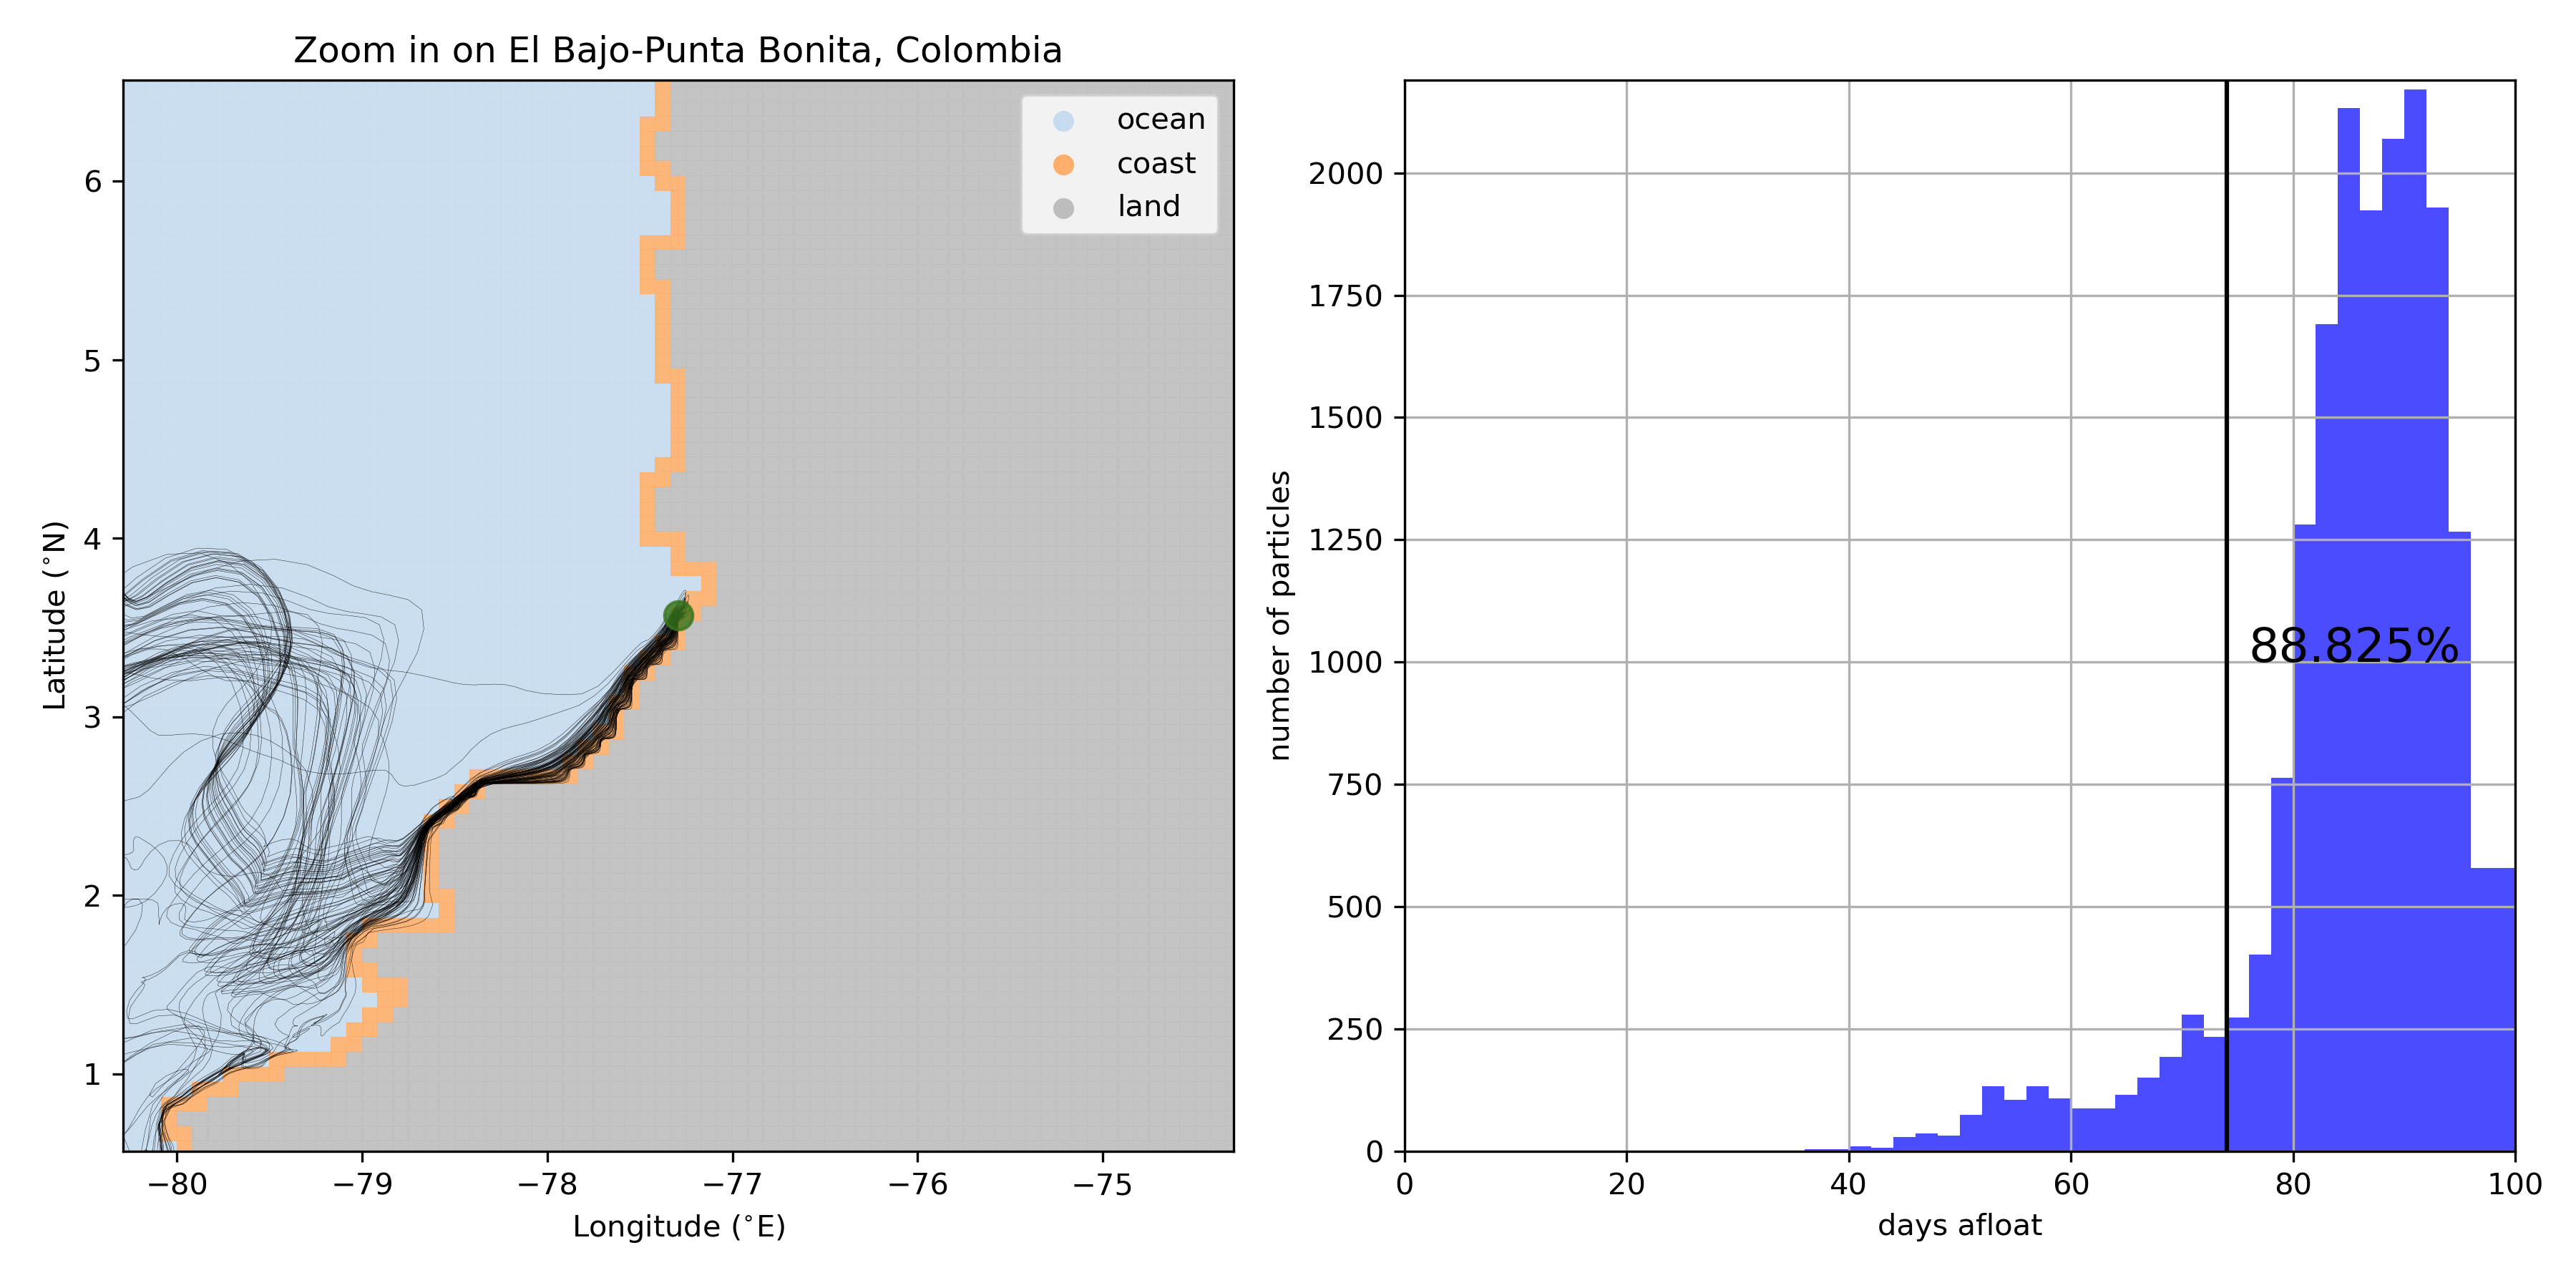 Zoom in on El Bajo-Punta Bonita, Colombia
ocean
coast
land
6
5
4
3
2
1
Latitude (°N)
−80 −79 −78 −77 −76 −75
Longitude (°E)
2000
1750
1500
1250
1000
750
500
250
0
number of particles
88.825%
0 20 40 60 80 100
days afloat